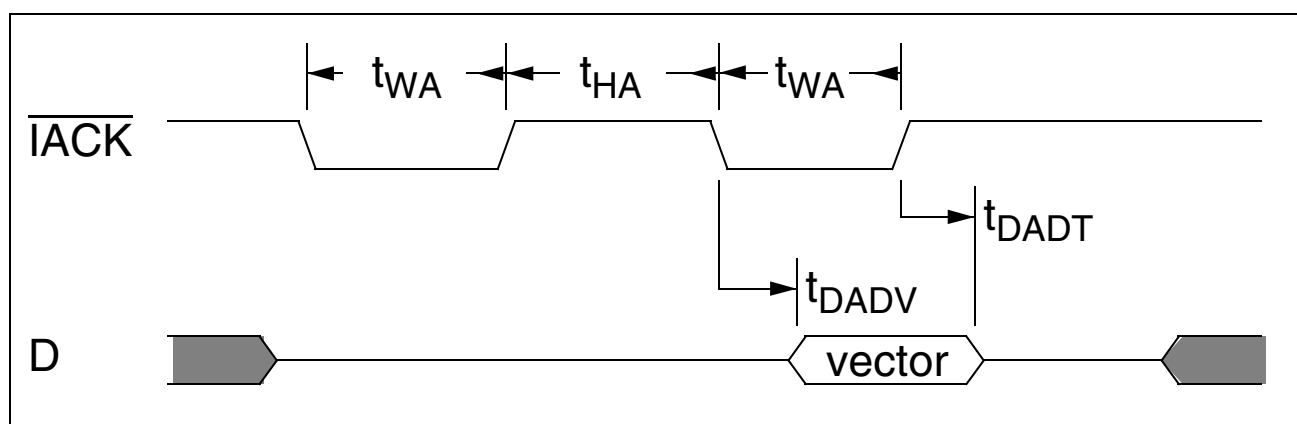 tWA tHA tWA
IACK
tDADT
tDADV
D vector